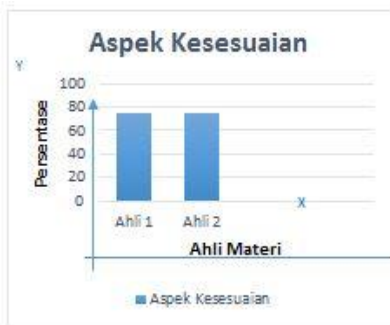 Aspek Kesesuaian
Y
Persentase
100
80
60
40
20
0
X
Ahli 1 Ahli 2
Ahli Materi
Aspek Kesesuaian